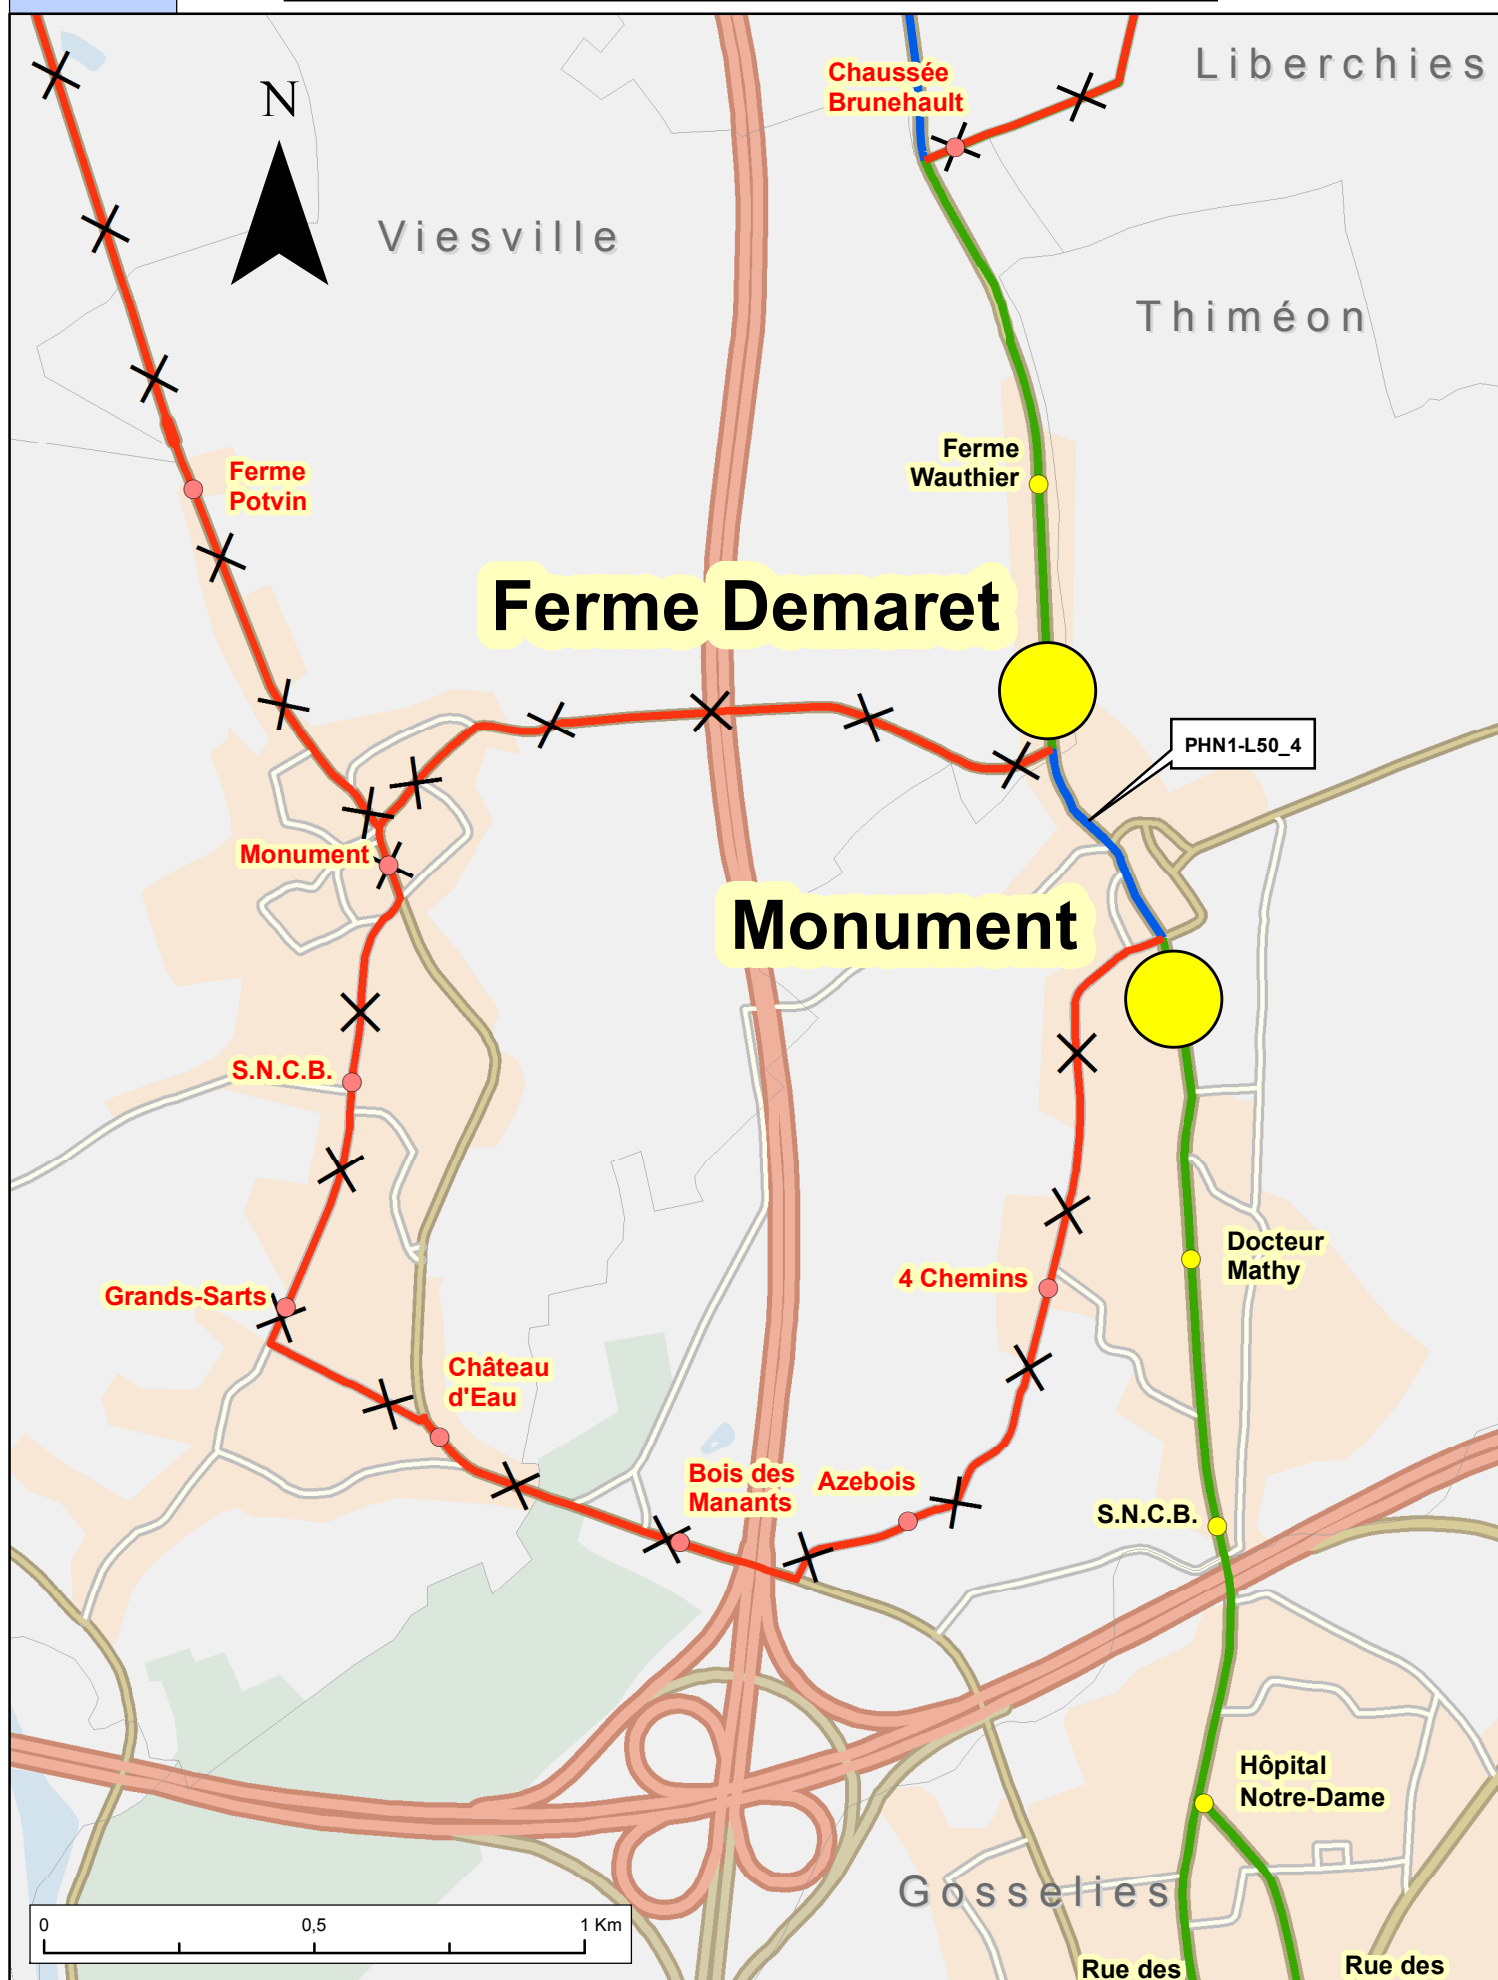 Liberchies
Chaussée
Brunehault
N
Viesville
Thiméon
Ferme
Wauthier
Ferme
Potvin
Ferme Demaret
PHN1-L50_4
Monument
Monument
S.N.C.B.
Docteur
Mathy
4 Chemins
Grands-Sarts
Château
d'Eau
Bois des
Manants
Azebois
S.N.C.B.
Hôpital
Notre-Dame
Gosselies
0 0,5 1 Km
Rue des
Rue des